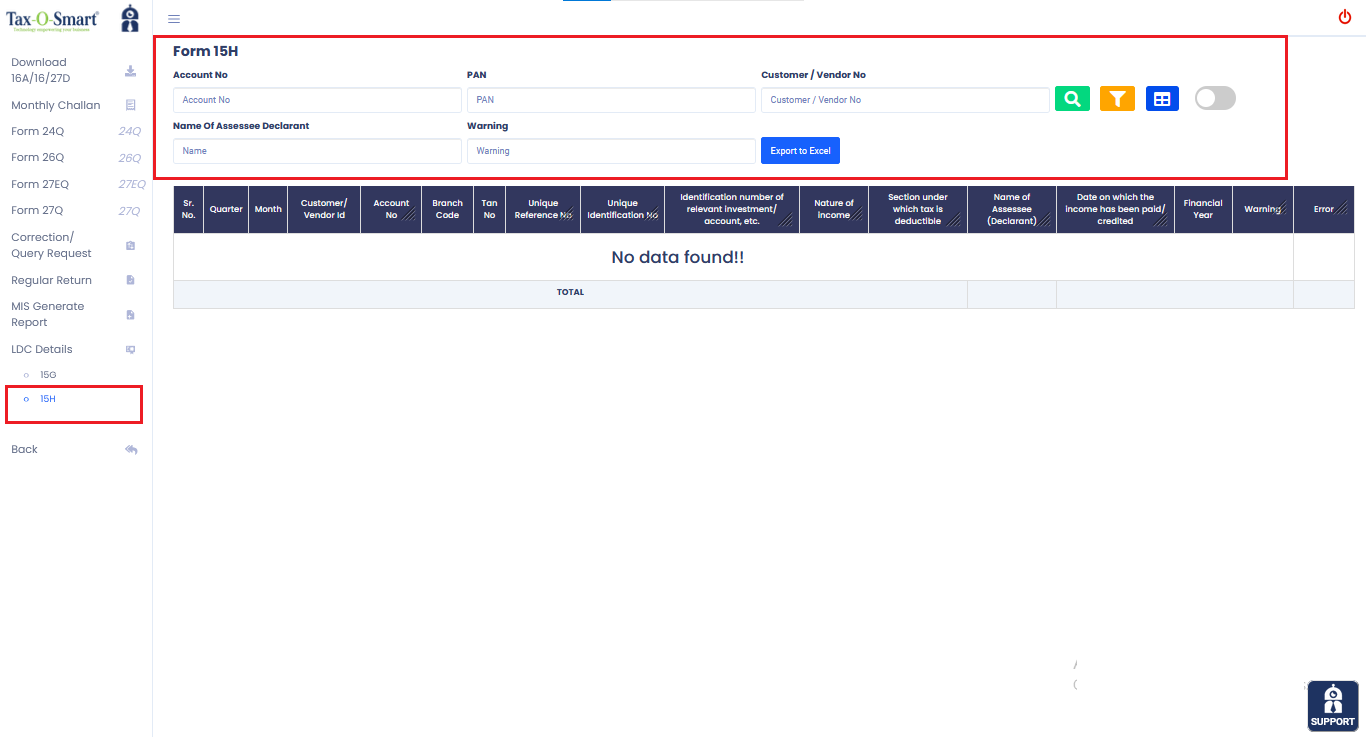 Tax-O-Smart
Technology empowering your business
Download
16A/16/27D
Monthly Challan
Form 24Q 24Q
Form 26Q 26Q
Form 27EQ 27EQ
Form 27Q 27Q
Correction/
Query Request
Regular Return
MIS Generate
Report
LDC Details
15G
15H
Back
Form 15H
Account No PAN Customer / Vendor No
Account No PAN Customer / Vendor No
Name Of Assessee Declarant Warning
Name Warning Export to Excel
Sr.
No.
Quarter
Month
Customer/
Vendor Id
Account
No
Branch
Code
Tan
No
Unique
Reference No
Unique
Identification No
Identification number of
relevant investment/
account, etc.
Nature of
income
Section under
which tax is
deductible
Name of
Assessee
(Declarant)
Date on which the
income has been paid/
credited
Financial
Year
Warning
Error
No data found!!
TOTAL
SUPPORT